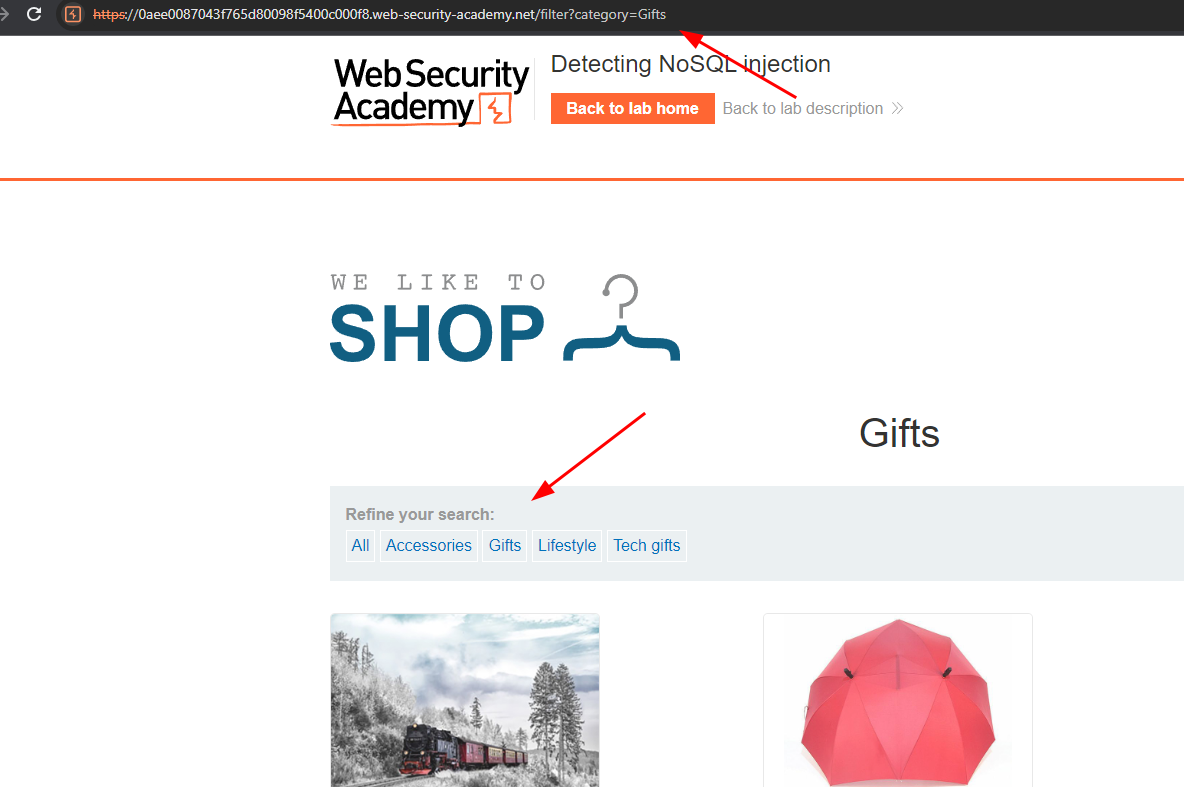 https://0aee0087043f765d80098f5400c000f8.web-security-academy.net/filter?category=Gifts
Web Security
Academy
Detecting NoSQL injection
Back to lab home
Back to lab description
WE LIKE TO
SHOP
Gifts
Refine your search:
All Accessories Gifts Lifestyle Tech gifts